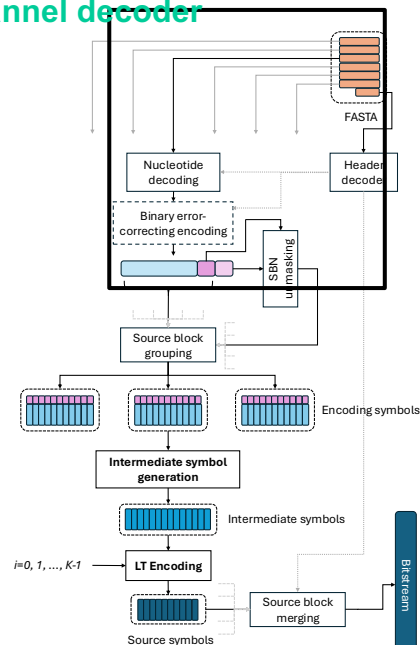 nnel decoder
FASTA
Nucleotide
decoding
Header
decode
Binary error-
correcting encoding
SBN
unmasking
Source block
grouping
Encoding symbols
Intermediate symbol
generation
Intermediate symbols
i=0, 1, ..., K-1
LT Encoding
Bitstream
Source block
merging
Source symbols